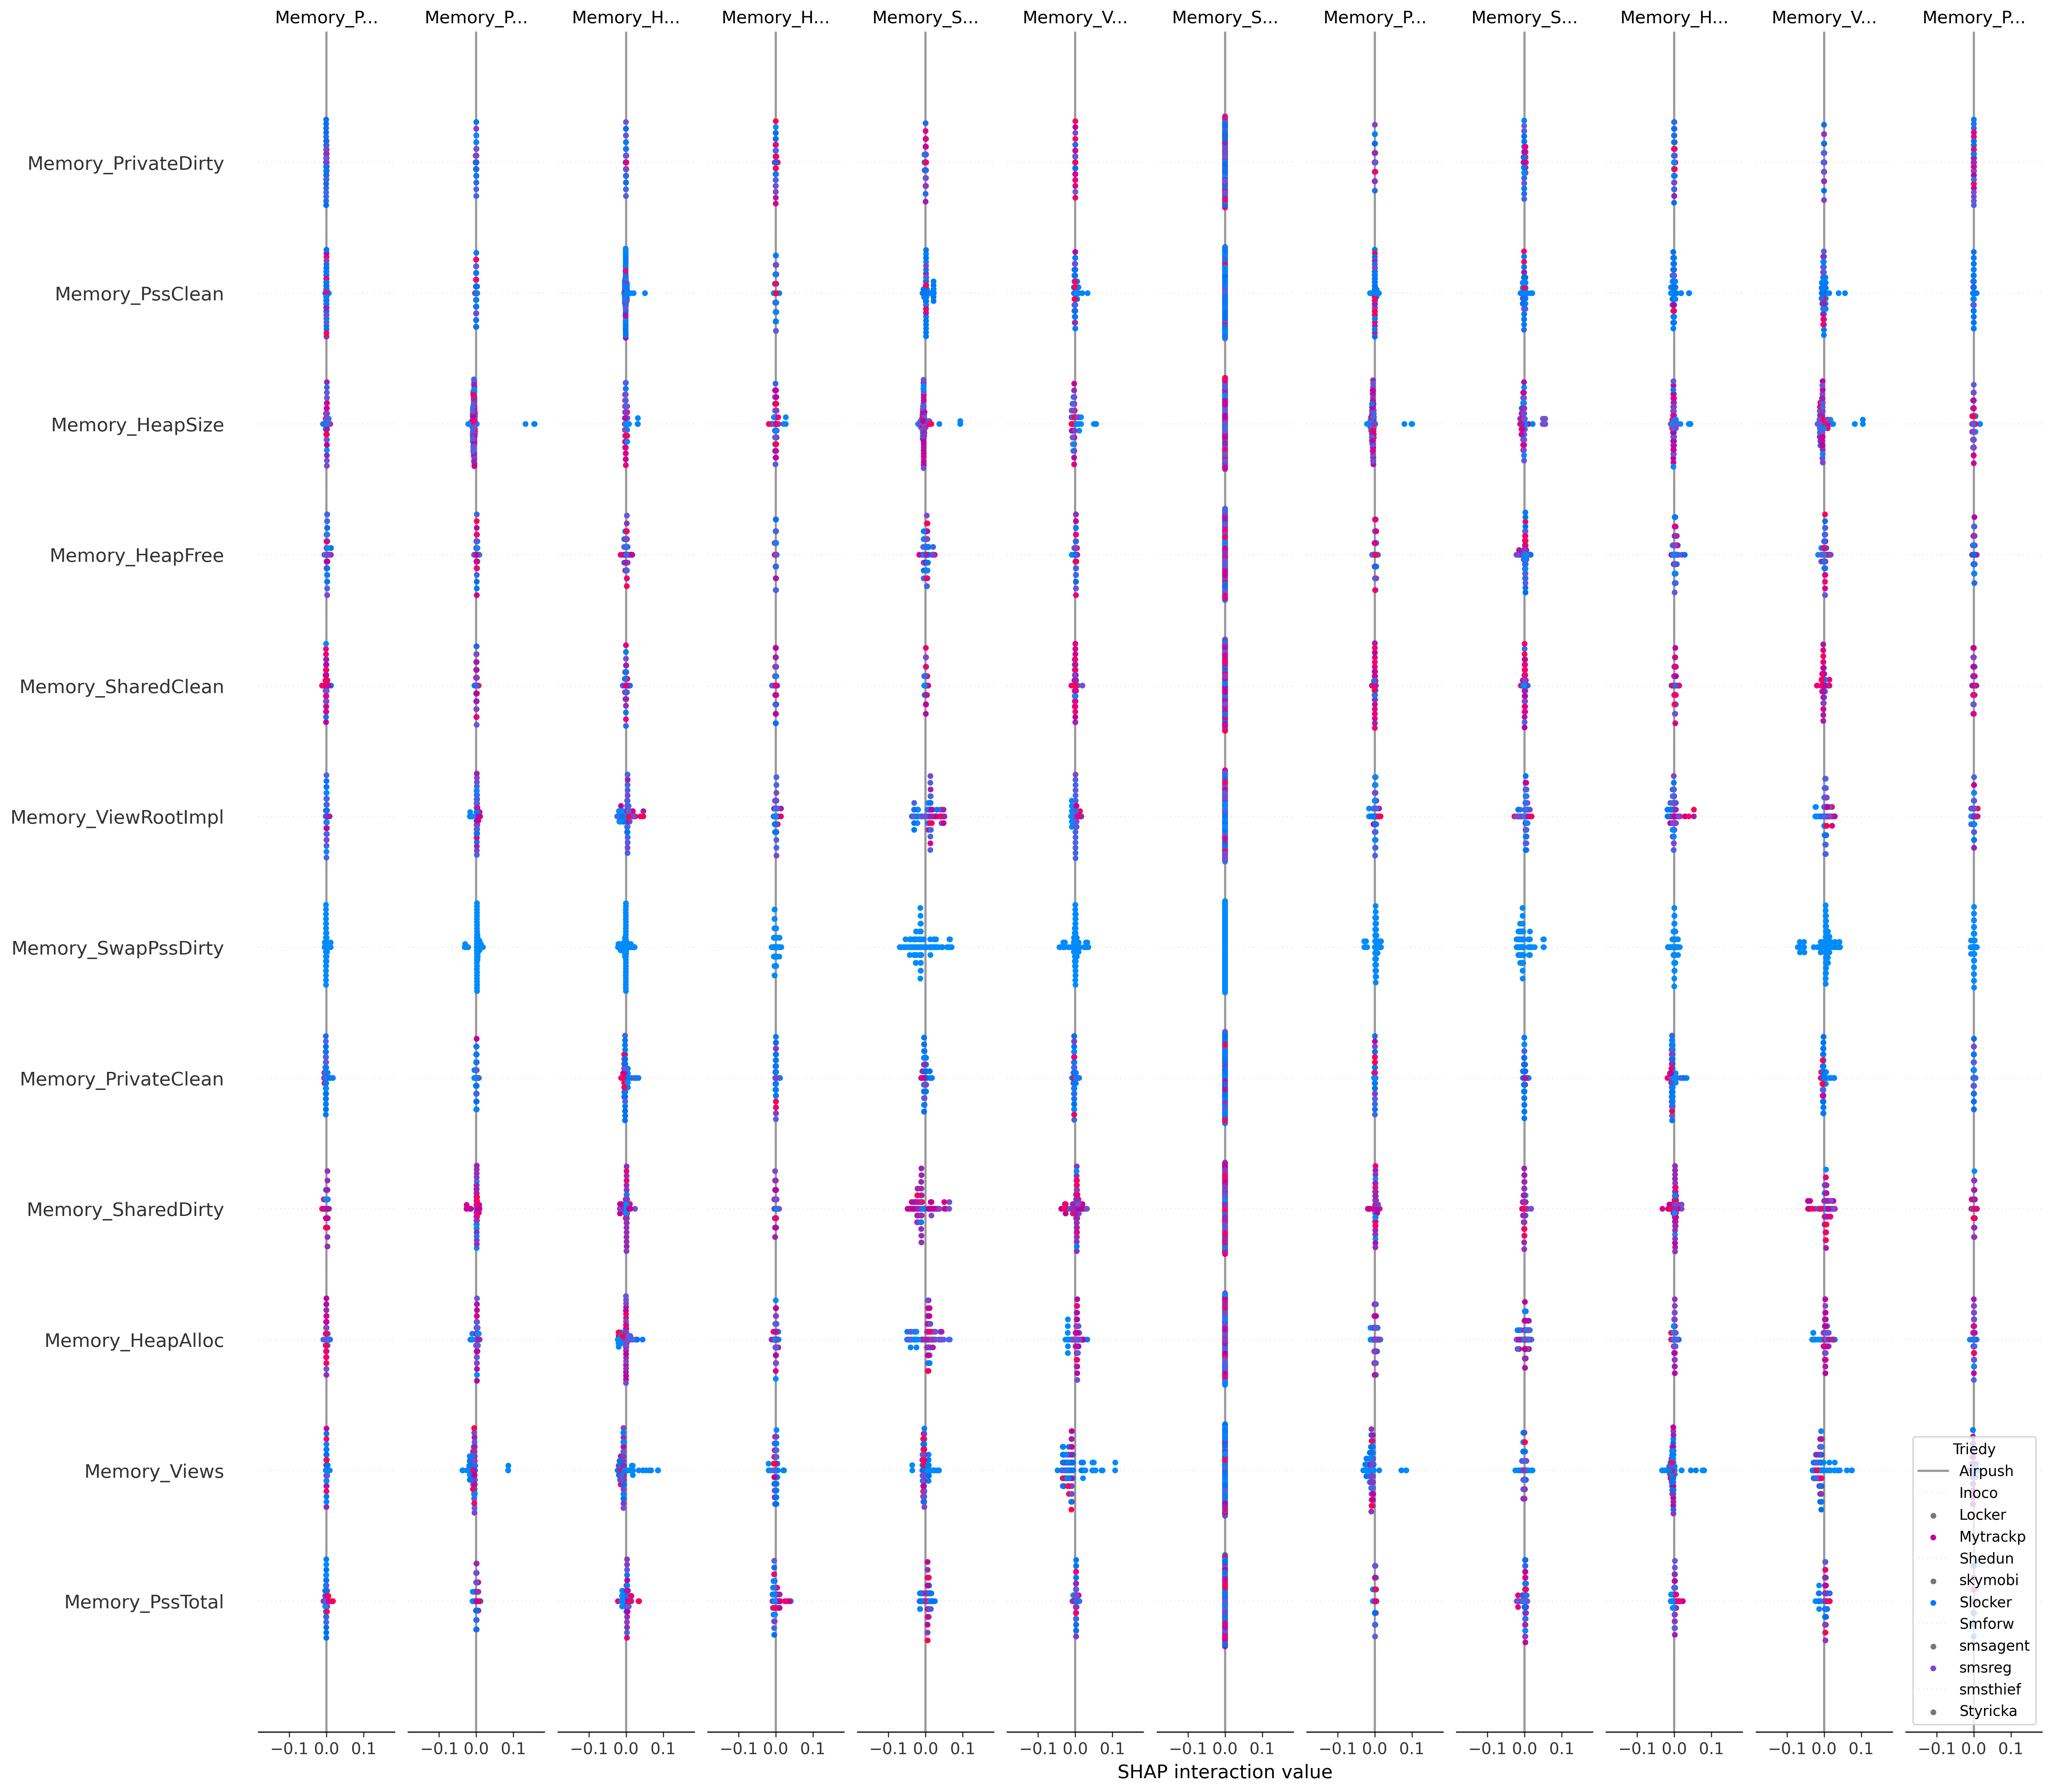 Memory_P... Memory_P... Memory_H... Memory_H... Memory_S... Memory_V... Memory_S... Memory_P... Memory_S... Memory_H... Memory_V... Memory_P...
Memory_PrivateDirty
Memory_PssClean
Memory_HeapSize
Memory_HeapFree
Memory_SharedClean
Memory_ViewRootImpl
Memory_SwapPssDirty
Memory_PrivateClean
Memory_SharedDirty
Memory_HeapAlloc
Memory_Views
Memory_PssTotal
Triedy
Airpush
Inoco
Locker
Mytrackp
Shedun
skymobi
Slocker
Smforw
smsagent
smsreg
smsthief
Styricka
−0.1 0.0 0.1 −0.1 0.0 0.1 −0.1 0.0 0.1 −0.1 0.0 0.1 −0.1 0.0 0.1 −0.1 0.0 0.1 −0.1 0.0 0.1 −0.1 0.0 0.1 −0.1 0.0 0.1 −0.1 0.0 0.1 −0.1 0.0 0.1 −0.1 0.0 0.1
SHAP interaction value